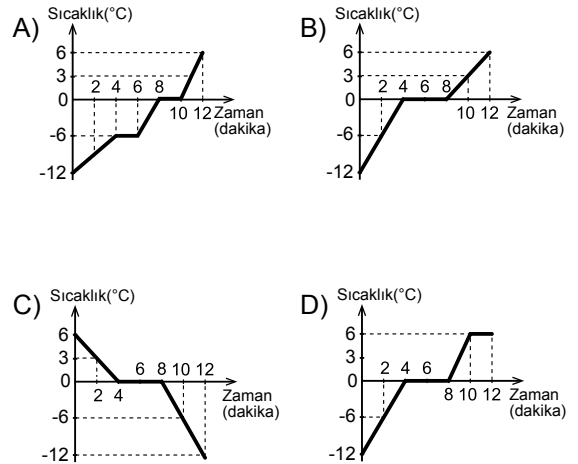 A)
Sıcaklık(°C)
6
3
2 4 6 8
0
10 12
Zaman
(dakika)
-6
-12
B)
Sıcaklık(°C)
6
3
2 4 6 8
0
10 12
Zaman
(dakika)
-6
-12
C)
Sıcaklık(°C)
6
3
6 8 10 12
0
2 4
Zaman
(dakika)
-6
-12
D)
Sıcaklık(°C)
6
2 4 6
0
8 10 12
Zaman
(dakika)
-6
-12